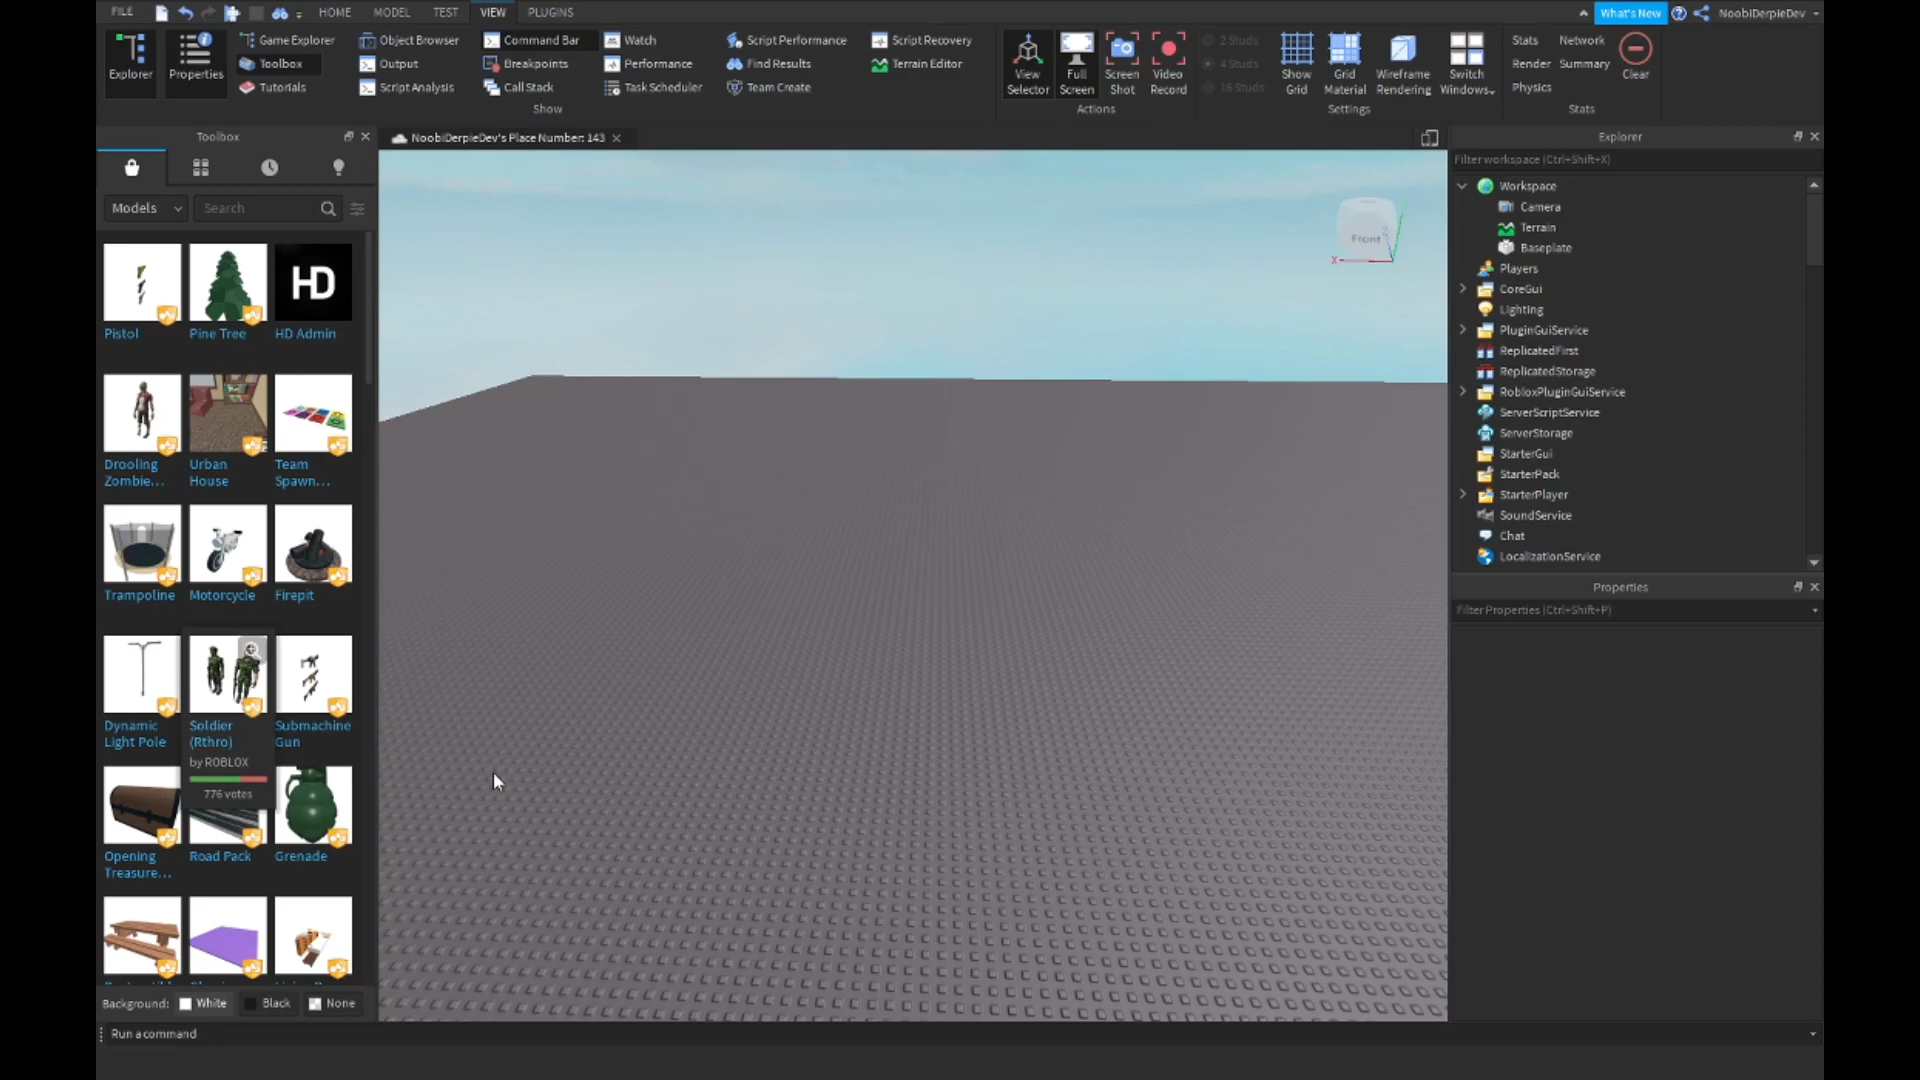 FILE HOME MODEL TEST VIEW PLUGINS What's New NoobiDerpieDev
Explorer
Properties
Game Explorer
Toolbox
Tutorials
Object Browser
Output
Script Analysis
Command Bar
Breakpoints
Call Stack
Watch
Performance
Task Scheduler
Script Performance
Find Results
Team Create
Script Recovery
Terrain Editor
Show
View
Selector
Full
Screen
Screen
Shot
Video
Record
Actions
2 Studs
4 Studs
16 Studs
Show
Grid
Grid
Material
Wireframe
Rendering
Switch
Windows
Settings
Stats
Network
Render
Summary
Physics
Clear
Stats
Toolbox
Models
Search
Pistol
Pine Tree
HD
HD Admin
Drooling
Zombie...
Urban
House
Team
Spawn...
Trampoline
Motorcycle
Firepit
Dynamic
Light Pole
Soldier
(Rthro)
by ROBLOX
776 votes
Submachine
Gun
Opening
Treasure...
Road Pack
Grenade
Background: White Black None
Run a command
NoobiDerpieDev's Place Number: 143
Front
X
Z
Explorer
Filter workspace (Ctrl+Shift+X)
Workspace
Camera
Terrain
Baseplate
Players
CoreGui
Lighting
PluginGuiService
ReplicatedFirst
ReplicatedStorage
RobloxPluginGuiService
ServerScriptService
ServerStorage
StarterGui
StarterPack
StarterPlayer
SoundService
Chat
LocalizationService
Properties
Filter Properties (Ctrl+Shift+P)